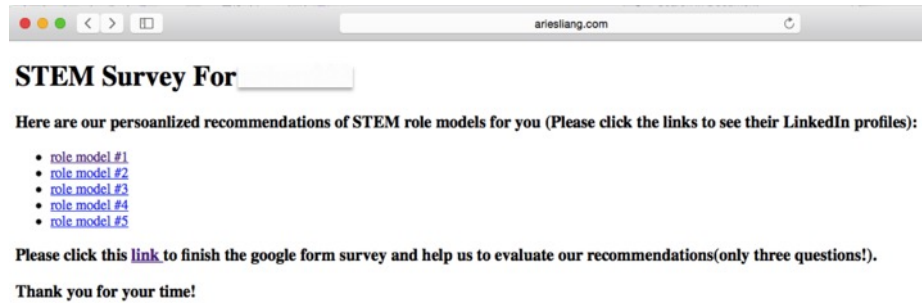 ariesliang.com
STEM Survey For
Here are our persoanlized recommendations of STEM role models for you (Please click the links to see their LinkedIn profiles):
role model #1
role model #2
role model #3
role model #4
role model #5
Please click this link to finish the google form survey and help us to evaluate our recommendations(only three questions!).
Thank you for your time!